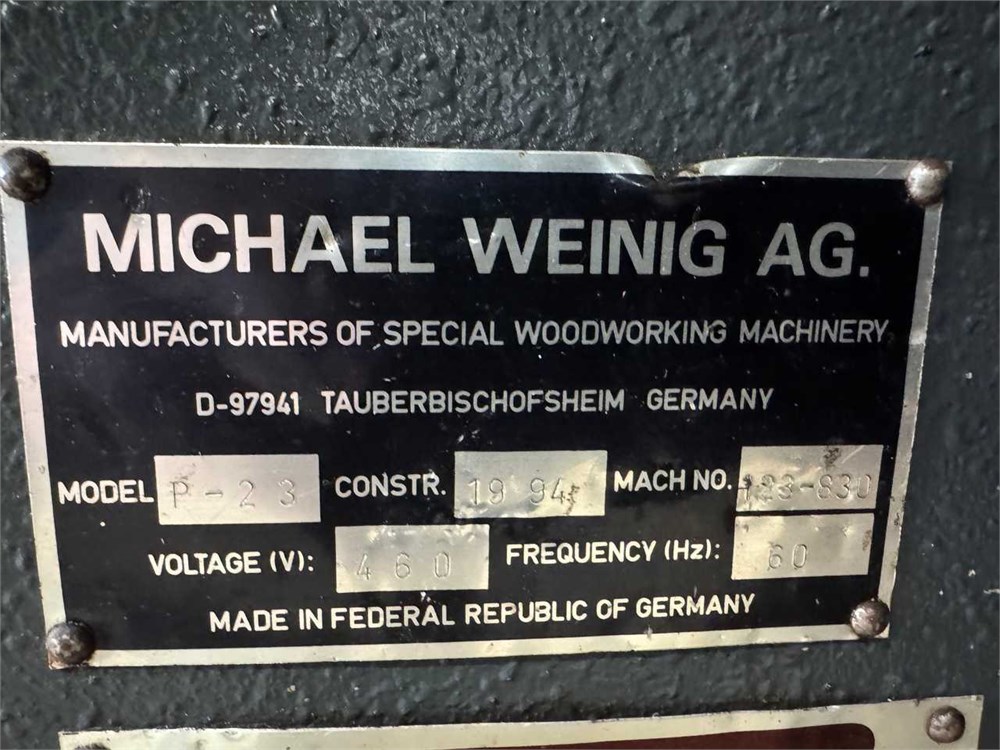 MICHAEL WEINIG AG.
MANUFACTURERS OF SPECIAL WOODWORKING MACHINERY
D-97941 TAUBERBISCHOFSHEIM GERMANY
MODEL P-23 CONSTR. 1994 MACH NO.
VOLTAGE (V): 460 FREQUENCY (Hz): 60
MADE IN FEDERAL REPUBLIC OF GERMANY